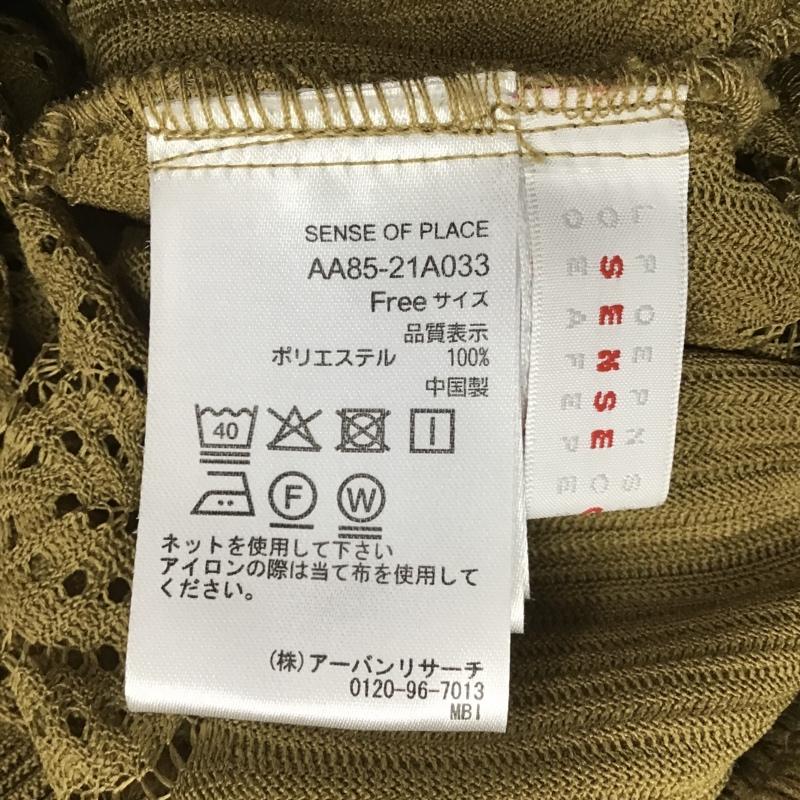 SENSE OF PLACE
AA85-21A033
Free サイズ
品質表示
ポリエステル 100%
中国製
40
F W
ネットを使用して下さい
アイロンの際は当て布を使用して
ください。
(株)アーバンリサーチ
0120-96-7013
MBI
SENSE